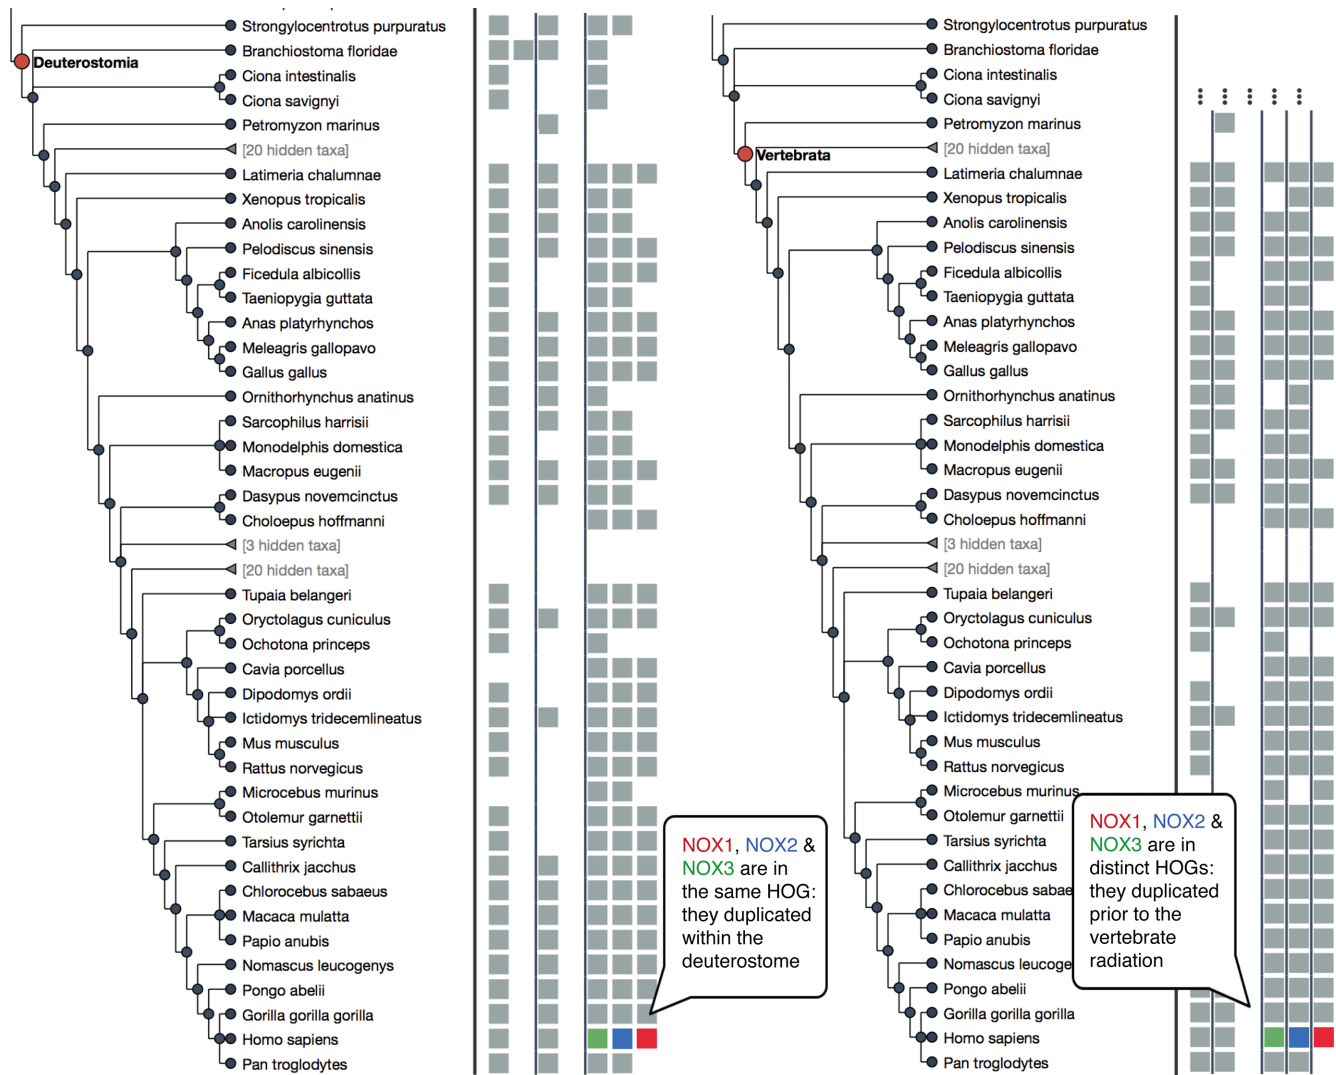 Strongylocentrotus purpuratus
Branchiostoma floridae
Deuterostomia
Ciona intestinalis
Ciona savignyi
Petromyzon marinus
[20 hidden taxa]
Latimeria chalumnae
Xenopus tropicalis
Anolis carolinensis
Pelodiscus sinensis
Ficedula albicollis
Taeniopygia guttata
Anas platyrhynchos
Meleagris gallopavo
Gallus gallus
Ornithorhynchus anatinus
Sarcophilus harrisii
Monodelphis domestica
Macropus eugenii
Dasypus novemcinctus
Choloepus hoffmanni
[3 hidden taxa]
[20 hidden taxa]
Tupaia belangeri
Oryctolagus cuniculus
Ochotona princeps
Cavia porcellus
Dipodomys ordii
Ictidomys tridecemlineatus
Mus musculus
Rattus norvegicus
Microcebus murinus
Otolemur garnettii
Tarsius syrichta
Callithrix jacchus
Chlorocebus sabaeus
Macaca mulatta
Papio anubis
Nomascus leucogenys
Pongo abelii
Gorilla gorilla gorilla
Homo sapiens
Pan troglodytes
NOX1, NOX2 &
NOX3 are in
the same HOG:
they duplicated
within the
deuterostome
Strongylocentrotus purpuratus
Branchiostoma floridae
Ciona intestinalis
Ciona savignyi
Petromyzon marinus
[20 hidden taxa]
Vertebrata
Latimeria chalumnae
Xenopus tropicalis
Anolis carolinensis
Pelodiscus sinensis
Ficedula albicollis
Taeniopygia guttata
Anas platyrhynchos
Meleagris gallopavo
Gallus gallus
Ornithorhynchus anatinus
Sarcophilus harrisii
Monodelphis domestica
Macropus eugenii
Dasypus novemcinctus
Choloepus hoffmanni
[3 hidden taxa]
[20 hidden taxa]
Tupaia belangeri
Oryctolagus cuniculus
Ochotona princeps
Cavia porcellus
Dipodomys ordii
Ictidomys tridecemlineatus
Mus musculus
Rattus norvegicus
Microcebus murinus
Otolemur garnettii
Tarsius syrichta
Callithrix jacchus
Chlorocebus sabae
Macaca mulatta
Papio anubis
Nomascus leucoge
Pongo abelii
Gorilla gorilla gorilla
Homo sapiens
Pan troglodytes
NOX1, NOX2 &
NOX3 are in
distinct HOGs:
they duplicated
prior to the
vertebrate
radiation